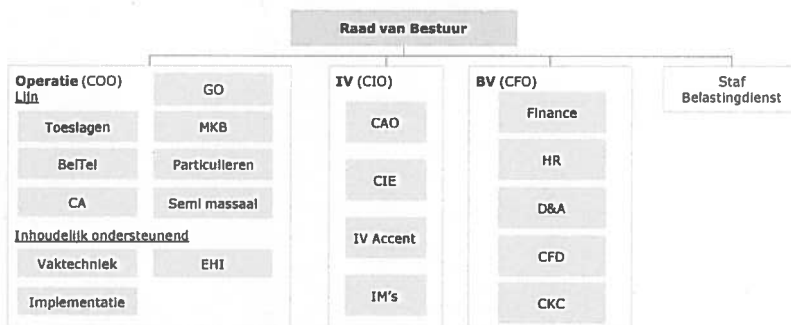 Raad van Bestuur
Operatie (COO)
Lijn
GO
Toeslagen
MKB
BelTel
Particulieren
CA
Semi massaal
Inhoudelijk ondersteunend
Vaktechniek
EHI
Implementatie
IV (CIO)
CAO
CIE
IV Accent
IM's
BV (CFO)
Finance
HR
D&A
CFD
CKC
Staf
Belastingdienst